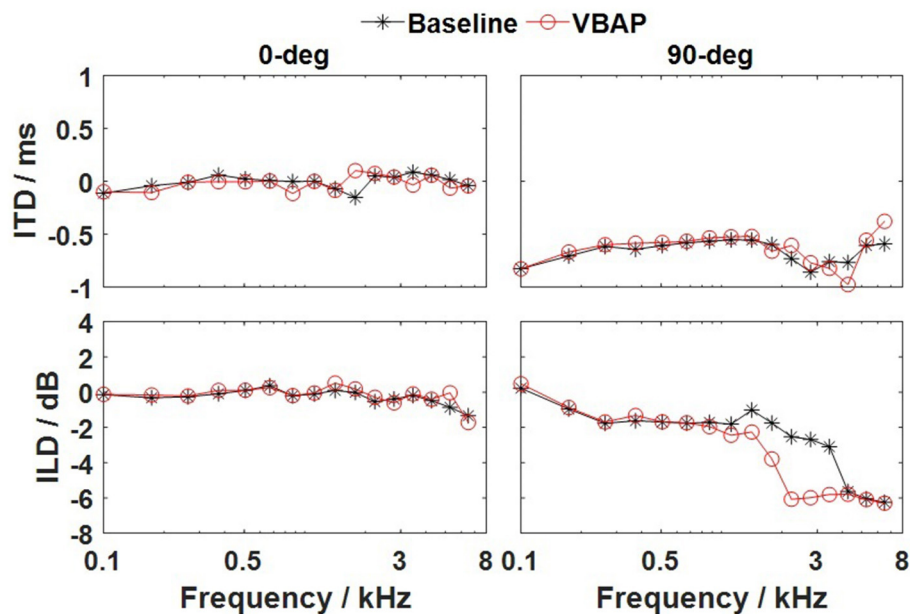 Baseline VBAP
0-deg 90-deg
1
0.5
0
-0.5
-1
ITD / ms
4
2
0
-2
-4
-6
-8
ILD / dB
0.1 0.5 3 8 0.1 0.5 3 8
Frequency / kHz Frequency / kHz